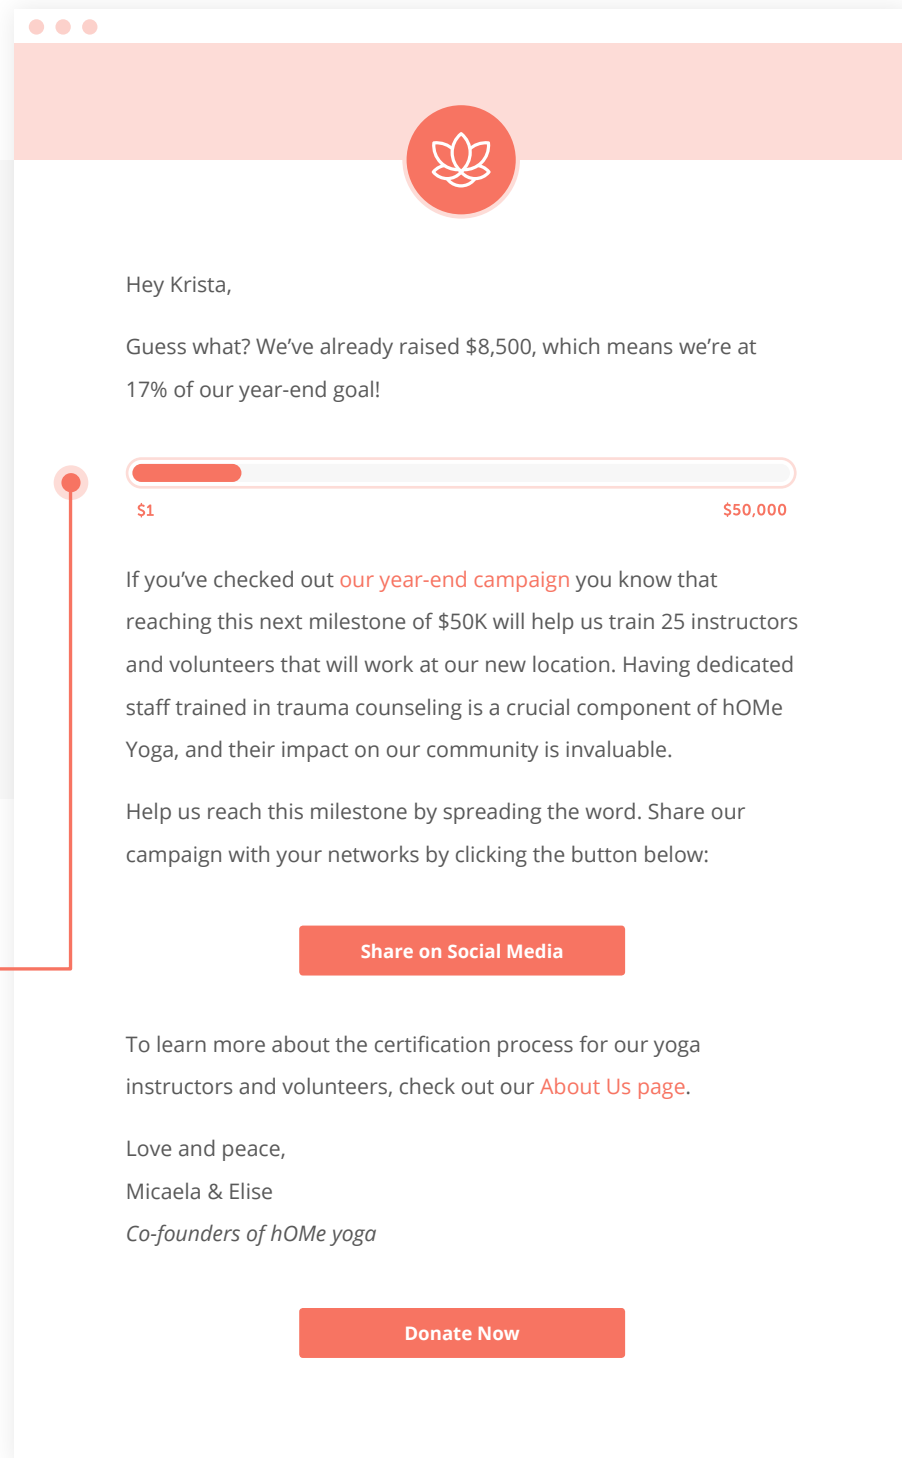 Hey Krista,
Guess what? We’ve already raised $8,500, which means we’re at
17% of our year-end goal!
$1
$50,000
If you’ve checked out our year-end campaign you know that
reaching this next milestone of $50K will help us train 25 instructors
and volunteers that will work at our new location. Having dedicated
staff trained in trauma counseling is a crucial component of hOMe
Yoga, and their impact on our community is invaluable.
Help us reach this milestone by spreading the word. Share our
campaign with your networks by clicking the button below:
Share on Social Media
To learn more about the certification process for our yoga
instructors and volunteers, check out our About Us page.
Love and peace,
Micaela & Elise
Co-founders of hOMe yoga
Donate Now